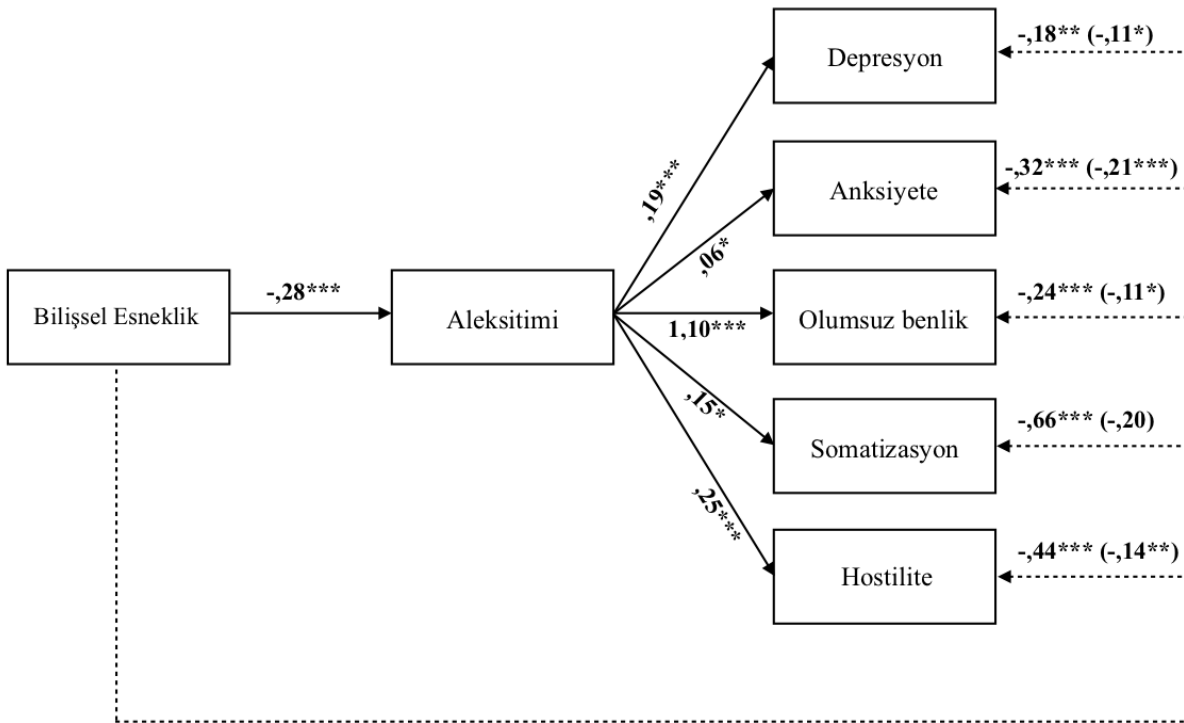 Bilişsel Esneklik
-,28***
Aleksitimi
,19***
,06*
1,10***
,15*
,25***
Depresyon
-,18** (-,11*)
Anksiyete
-,32*** (-,21***)
Olumsuz benlik
-,24*** (-,11*)
Somatizasyon
-,66*** (-,20)
Hostilite
-,44*** (-,14**)